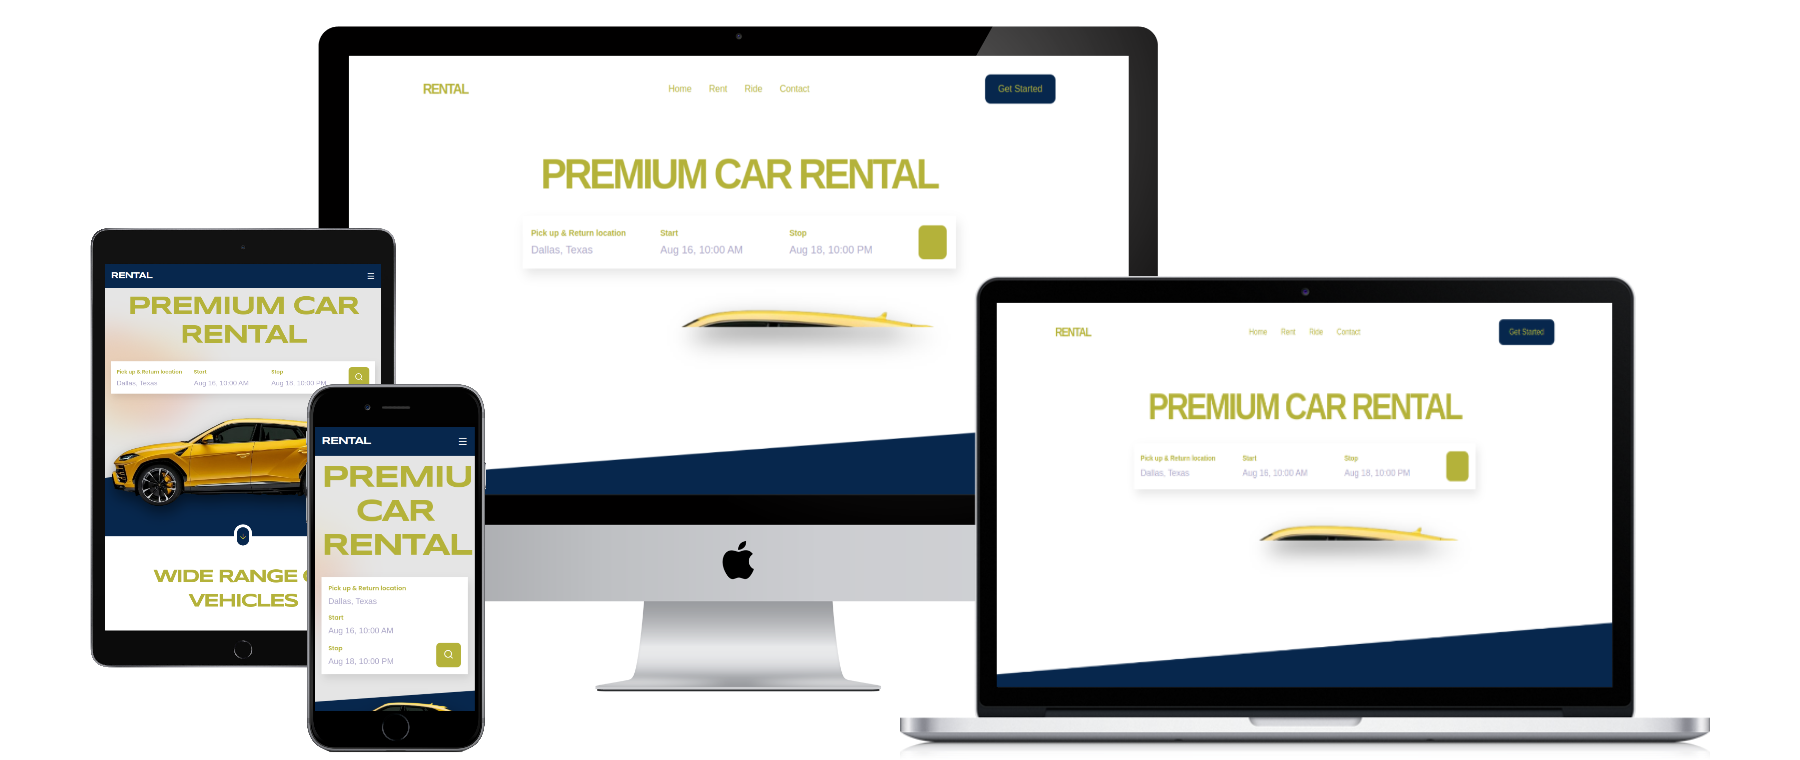 RENTAL
Home Rent Ride Contact
Get Started
PREMIUM CAR RENTAL
Pick up & Return location Start Stop
Dallas, Texas Aug 16, 10:00 AM Aug 18, 10:00 PM
RENTAL
PREMIUM CAR
RENTAL
Pick up & Return location Start Stop
Dallas, Texas Aug 16, 10:00 AM Aug 18, 10:00 PM
WIDE RANGE
VEHICLES
RENTAL
PREMIU
CAR
RENTAL
Pick up & Return location
Dallas, Texas
Start
Aug 16, 10:00 AM
Stop
Aug 18, 10:00 PM
RENTAL
Home Rent Ride Contact
Get Started
PREMIUM CAR RENTAL
Pick up & Return location Start Stop
Dallas, Texas Aug 16, 10:00 AM Aug 18, 10:00 PM